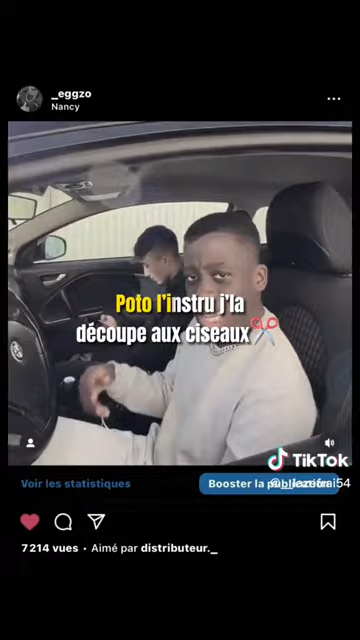 _eggzo
Nancy
Poto l'instru j'la
découpe aux ciseaux
TikTok
Voir les statistiques
Booster la publication
7 214 vues • Aimé par distributeur._